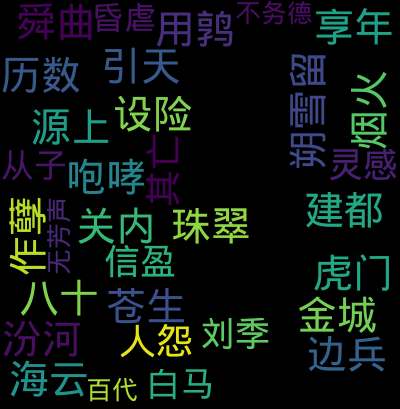 舜曲
昏虐
用鹑
不务德
享年
历数
引天
朔雪留
烟火
源上
设险
从子
咆哮
其亡
灵感
作孽
无芳声
关内
珠翠
建都
信盈
虎门
八十
苍生
金城
汾河
人怨
刘季
边兵
海云
百代
白马